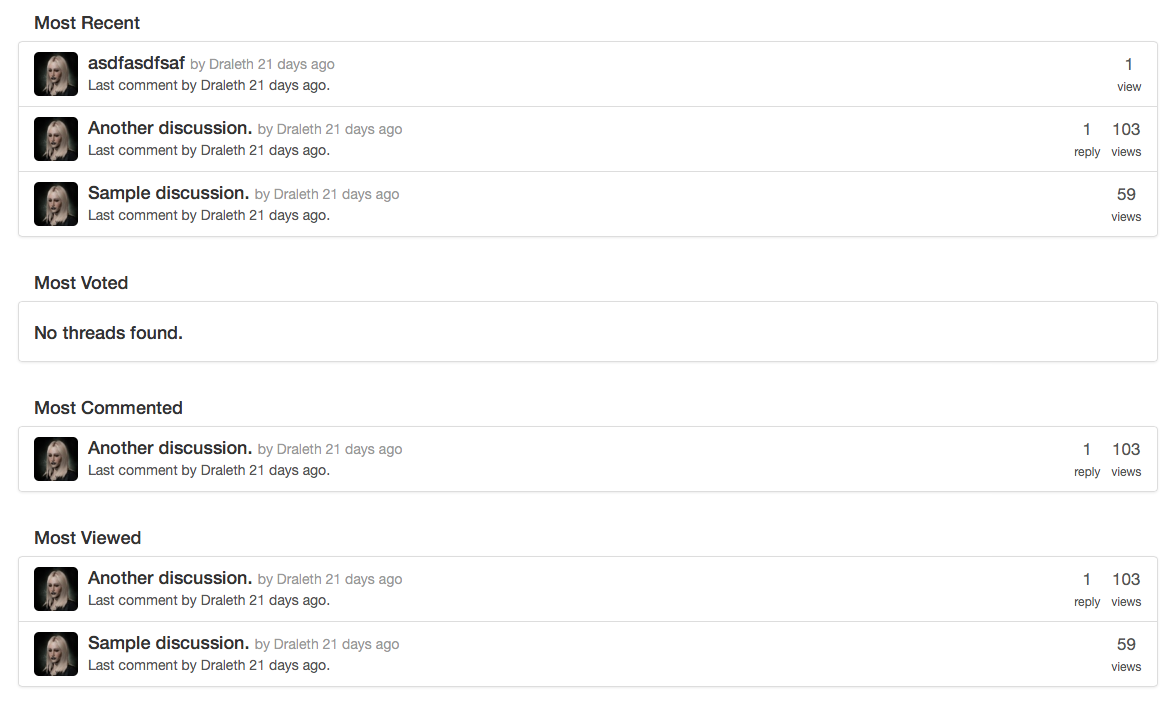 Most Recent
asdfasdfsaf by Draleth 21 days ago
1
Last comment by Draleth 21 days ago.
view
Another discussion. by Draleth 21 days ago
1 103
Last comment by Draleth 21 days ago.
reply views
Sample discussion. by Draleth 21 days ago
59
Last comment by Draleth 21 days ago.
views
Most Voted
No threads found.
Most Commented
Another discussion. by Draleth 21 days ago
1 103
Last comment by Draleth 21 days ago.
reply views
Most Viewed
Another discussion. by Draleth 21 days ago
1 103
Last comment by Draleth 21 days ago.
reply views
Sample discussion. by Draleth 21 days ago
59
Last comment by Draleth 21 days ago.
views